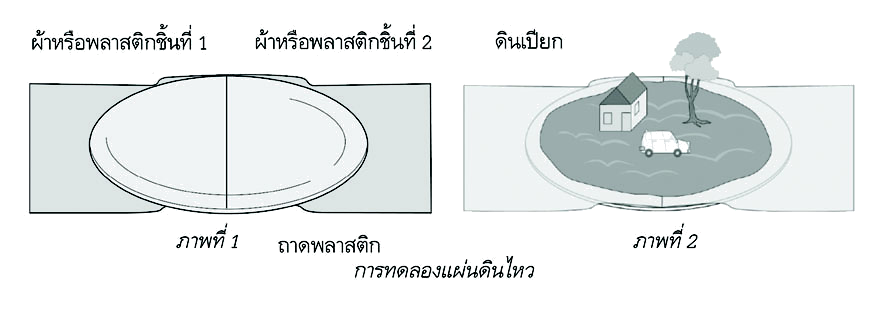 ผ้าหรือพลาสติกชิ้นที่ 1
ผ้าหรือพลาสติกชิ้นที่ 2
ดินเปียก
ภาพที่ 1
ถาดพลาสติก
ภาพที่ 2
การทดลองแผ่นดินไหว